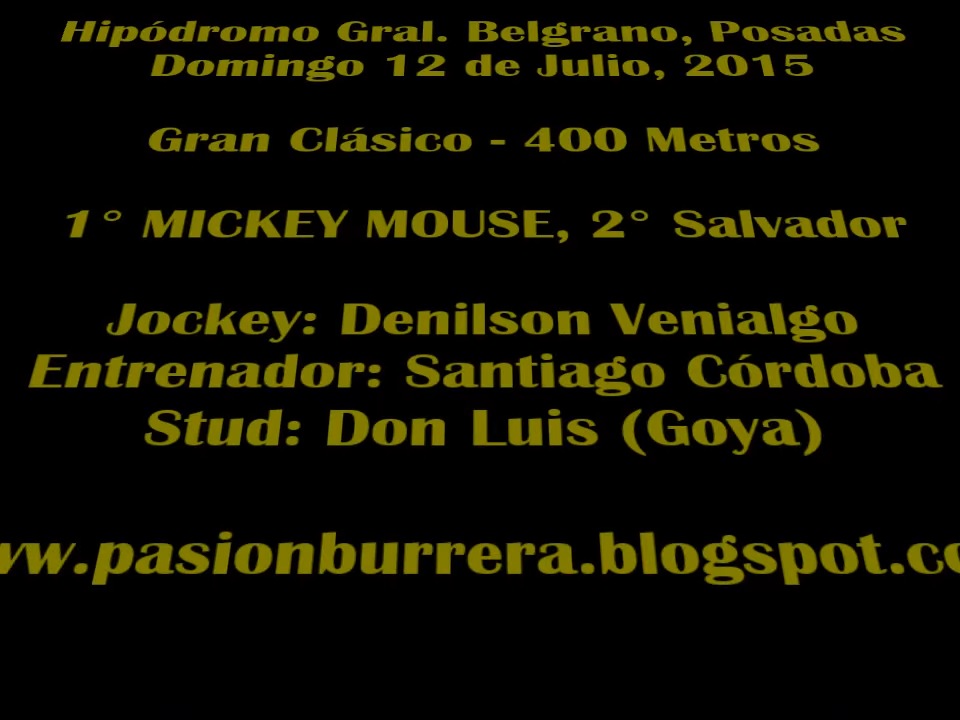 Hipódromo Gral. Belgrano, Posadas
Domingo 12 de Julio, 2015
Gran Clásico - 400 Metros
1° MICKEY MOUSE, 2° Salvador
Jockey: Denilson Venialgo
Entrenador: Santiago Córdoba
Stud: Don Luis (Goya)
ww.pasionburrera.blogspot.co